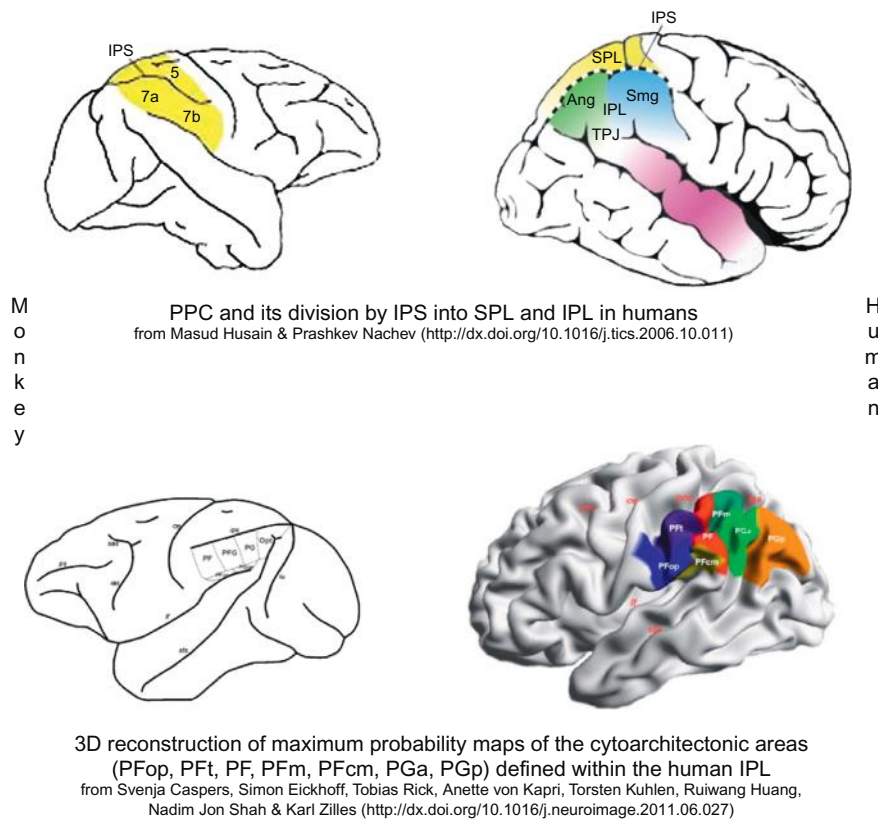 IPS
IPS
5
SPL
7a
Ang
Smg
7b
IPL
TPJ
M
o
n
k
e
y
H
u
m
a
n
PPC and its division by IPS into SPL and IPL in humans
from Masud Husain & Prashkev Nachev (http://dx.doi.org/10.1016/j.tics.2006.10.011)
PF
PFG
PG
Opt
PFm
PFt
PF
PGa
PGp
PFop
PFcm
3D reconstruction of maximum probability maps of the cytoarchitectonic areas
(PFop, PFt, PF, PFm, PFcm, PGa, PGp) defined within the human IPL
from Svenja Caspers, Simon Eickhoff, Tobias Rick, Anette von Kapri, Torsten Kuhlen, Ruiwang Huang,
Nadim Jon Shah & Karl Zilles (http://dx.doi.org/10.1016/j.neuroimage.2011.06.027)